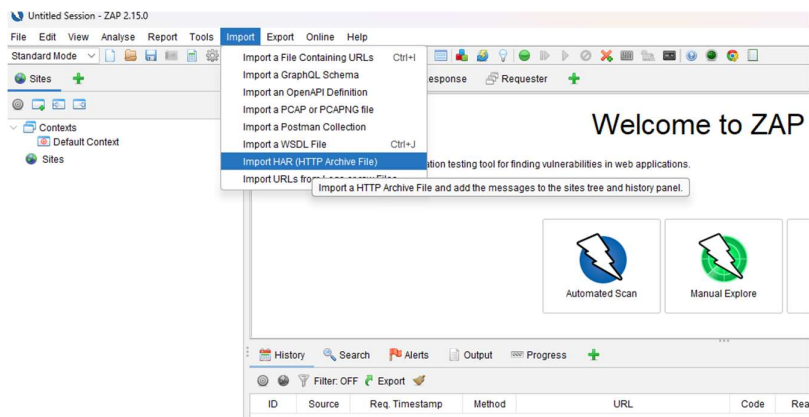 Untitled Session - ZAP 2.15.0
File Edit View Analyse Report Tools Import Export Online Help
Standard Mode
Import a File Containing URLs Ctrl+I
Import a GraphQL Schema
Import an OpenAPI Definition
Import a PCAP or PCAPNG file
Import a Postman Collection
Import a WSDL File Ctrl+J
Import HAR (HTTP Archive File)
Import URLs from
Import a HTTP Archive File and add the messages to the sites tree and history panel.
Sites
esponse Requester
Contexts
Default Context
Sites
Welcome to ZAP
ation testing tool for finding vulnerabilities in web applications.
Automated Scan Manual Explore
History Search Alerts Output Progress
Filter: OFF Export
ID Source Req. Timestamp Method URL Code Rea